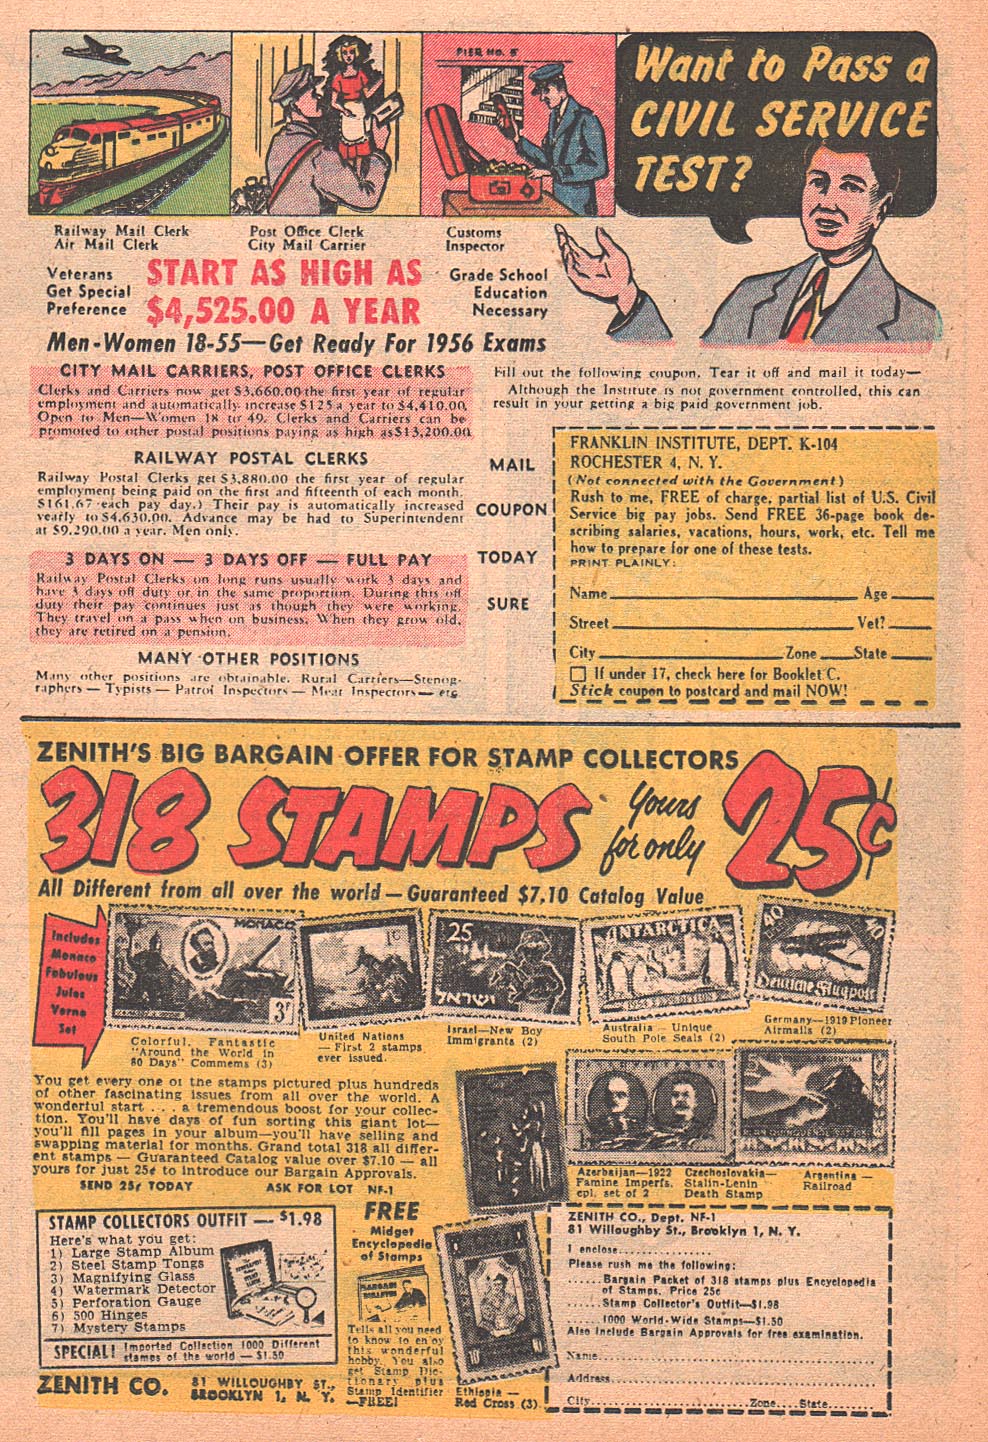 PIER NO. 5
Want to Pass a
CIVIL SERVICE
TEST?
Railway Mail Clerk
Air Mail Clerk
Post Office Clerk
City Mail Carrier
Customs
Inspector
Veterans
Get Special
Preference
START AS HIGH AS
$4,525.00 A YEAR
Grade School
Education
Necessary
Men-Women 18-55—Get Ready For 1956 Exams
CITY MAIL CARRIERS, POST OFFICE CLERKS
Clerks and Carriers now get $3,660.00 the first year of regular
employment and automatically increase $125 a year to $4,410.00.
Open to Men—Women 18 to 49. Clerks and Carriers can be
promoted to other postal positions paying as high as $13,200.00.
RAILWAY POSTAL CLERKS
Railway Postal Clerks get $3,880.00 the first year of regular
employment being paid on the first and fifteenth of each month.
$161.67 each pay day.) Their pay is automatically increased
yearly to $4,630.00. Advance may be had to Superintendent
at $9,290.00 a year. Men only.
3 DAYS ON — 3 DAYS OFF — FULL PAY
Railway Postal Clerks on long runs usually work 3 days and
have 3 days off duty or in the same proportion. During this off
duty their pay continues just as though they were working.
They travel on a pass when on business. When they grow old,
they are retired on a pension.
MANY OTHER POSITIONS
Many other positions are obtainable. Rural Carriers—Stenog-
raphers — Typists — Patrol Inspectors — Meat Inspectors — etc.
Fill out the following coupon. Tear it off and mail it today—
Although the Institute is not government controlled, this can
result in your getting a big paid government job.
MAIL
COUPON
TODAY
SURE
FRANKLIN INSTITUTE, DEPT. K-104
ROCHESTER 4, N. Y.
(Not connected with the Government)
Rush to me, FREE of charge, partial list of U.S. Civil
Service big pay jobs. Send FREE 36-page book de-
scribing salaries, vacations, hours, work, etc. Tell me
how to prepare for one of these tests.
PRINT PLAINLY:
Name Age
Street Vet?
City Zone State
If under 17, check here for Booklet C.
Stick coupon to postcard and mail NOW!
ZENITH'S BIG BARGAIN OFFER FOR STAMP COLLECTORS
318 STAMPS Yours for only 25¢
All Different from all over the world — Guaranteed $7.10 Catalog Value
Includes
Monaco
Fabulous
Jules
Verne
Set
MONACO
3f
1c
25
ישראל
ANTARCTICA
40 40
Deutsche Flugpost
Colorful, Fantastic
"Around the World in
80 Days" Commems (3)
United Nations
— First 2 stamps
ever issued.
Israel—New Boy
Immigrants (2)
Australia — Unique
South Pole Seals (2)
Germany—1919 Pioneer
Airmails (2)
You get every one of the stamps pictured plus hundreds
of other fascinating issues from all over the world. A
wonderful start . . . a tremendous boost for your collec-
tion. You'll have days of fun sorting this giant lot—
you'll fill pages in your album—you'll have selling and
swapping material for months. Grand total 318 all differ-
ent stamps — Guaranteed Catalog value over $7.10 — all
yours for just 25¢ to introduce our Bargain Approvals.
SEND 25¢ TODAY ASK FOR LOT NF-1
Azerbaijan—1922
Famine Imperfs.
cpl. set of 2
Czechoslovakia—
Stalin-Lenin
Death Stamp
Argentina —
Railroad
STAMP COLLECTORS OUTFIT — $1.98
Here's what you get:
1) Large Stamp Album
2) Steel Stamp Tongs
3) Magnifying Glass
4) Watermark Detector
5) Perforation Gauge
6) 500 Hinges
7) Mystery Stamps
SPECIAL! Imported Collection 1000 Different
stamps of the world — $1.50
ZENITH CO. 81 WILLOUGHBY ST.,
BROOKLYN 1, N. Y.
FREE
Midget
Encyclopedia
of Stamps
BARGAIN
BULLETIN
Tells all you need
to know to enjoy
this wonderful
hobby. You also
get Stamp Dic-
tionary plus
Stamp Identifier
—FREE!
10 10
Ethiopia —
Red Cross (3)
ZENITH CO., Dept. NF-1
81 Willoughby St., Brooklyn 1, N. Y.
I enclose...............
Please rush me the following:
......Bargain Packet of 318 stamps plus Encyclopedia
of Stamps. Price 25¢
......Stamp Collector's Outfit—$1.98
......1000 World-Wide Stamps—$1.50
Also include Bargain Approvals for free examination.
Name
Address
City Zone State